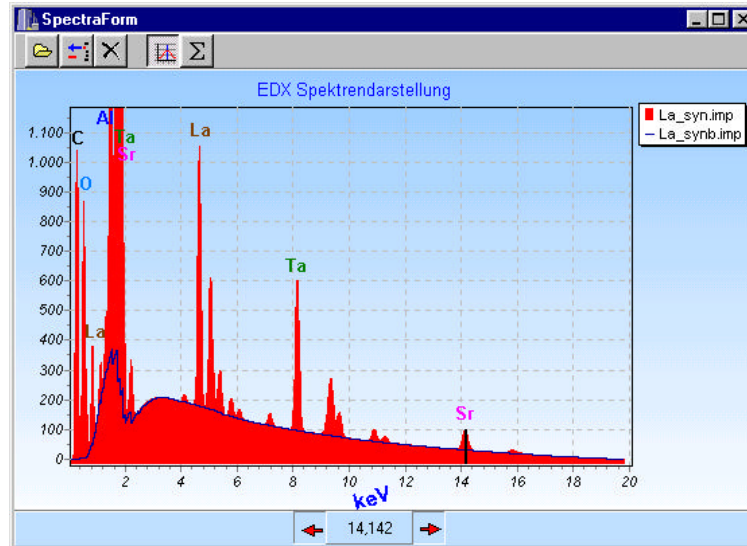 SpectraForm
Σ
EDX Spektrendarstellung
La_syn.imp
La_synb.imp
1.100
1.000
900
800
700
600
500
400
300
200
100
0
C
O
La
Al
Ta
Sr
La
Ta
Sr
2 4 6 8 10 12 14 16 18 20
keV
14,142